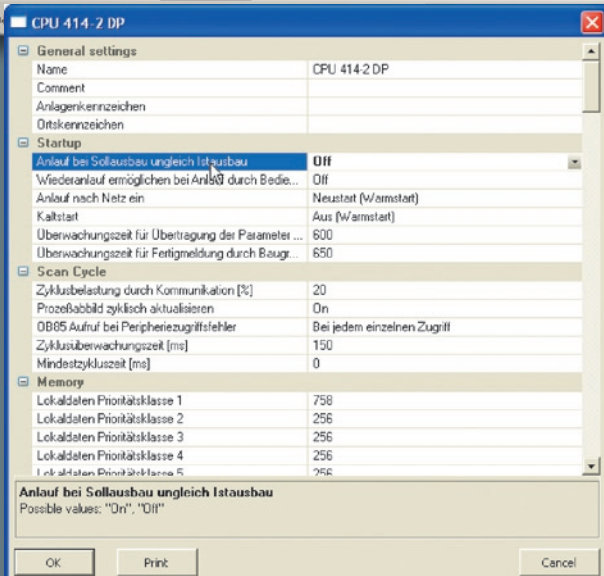 CPU 414-2 DP
General settings
Name CPU 414-2 DP
Comment
Anlagenkennzeichen
Ortskennzeichen
Startup
Anlauf bei Sollausbau ungleich Istausbau Off
Wiederanlauf ermöglichen bei Anlauf durch Bedie... Off
Anlauf nach Netz ein Neustart (Warmstart)
Kaltstart Aus (Warmstart)
Überwachungszeit für Übertragung der Parameter ... 600
Überwachungszeit für Fertigmeldung durch Baugr... 650
Scan Cycle
Zyklusbelastung durch Kommunikation [%] 20
Prozeßabbild zyklisch aktualisieren On
OB85 Aufruf bei Peripheriezugriffsfehler Bei jedem einzelnen Zugriff
Zyklusüberwachungszeit [ms] 150
Mindestzykluszeit [ms] 0
Memory
Lokaldaten Prioritätsklasse 1 758
Lokaldaten Prioritätsklasse 2 256
Lokaldaten Prioritätsklasse 3 256
Lokaldaten Prioritätsklasse 4 256
Lokaldaten Prioritätsklasse 5 256
Anlauf bei Sollausbau ungleich Istausbau
Possible values: "On", "Off"
OK Print Cancel